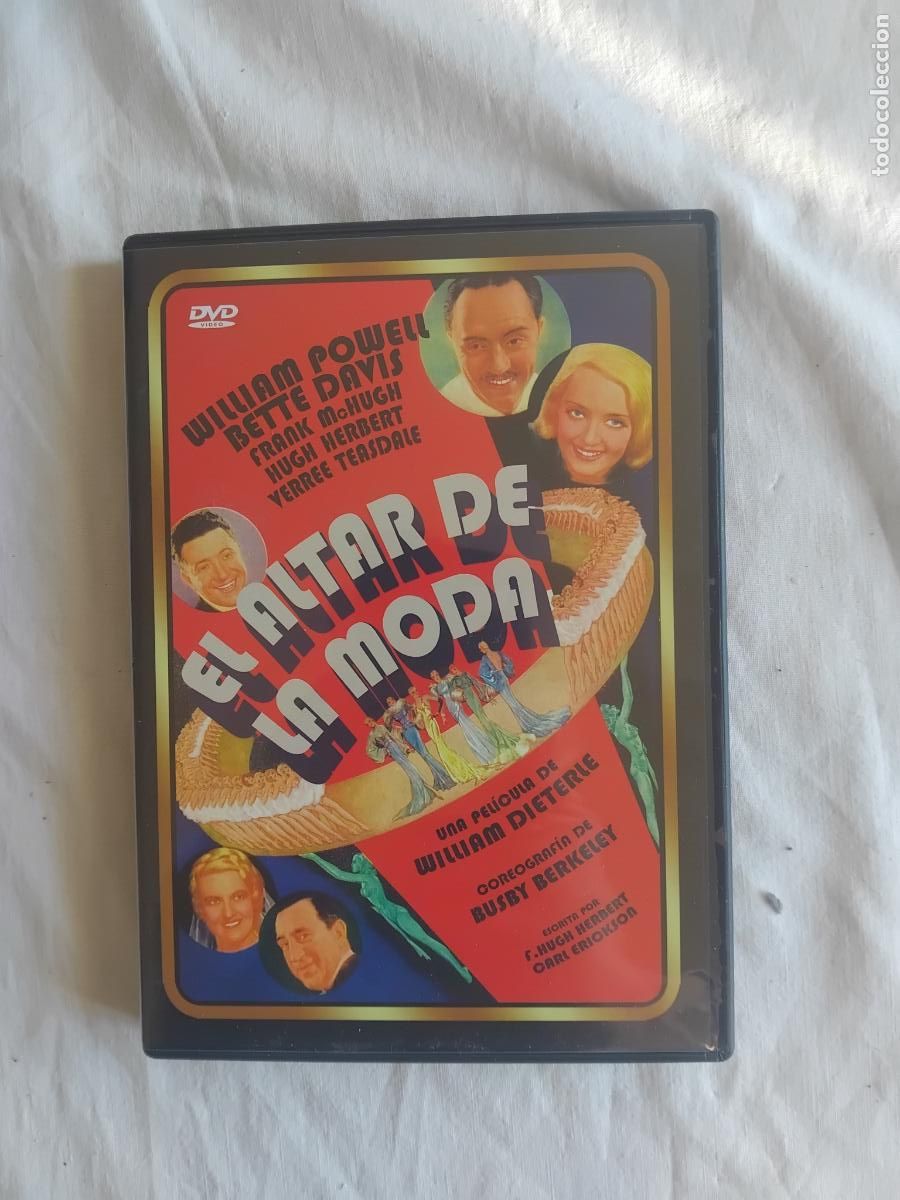 todocoleccion
DVD
VIDEO
WILLIAM POWELL
BETTE DAVIS
FRANK McHUGH
HUGH HERBERT
VERREE TEASDALE
EL ALTAR DE
LA MODA
UNA PELÍCULA DE
WILLIAM DIETERLE
COREOGRAFÍA DE
BUSBY BERKELEY
ESCRITA POR
F. HUGH HERBERT
CARL ERICKSON